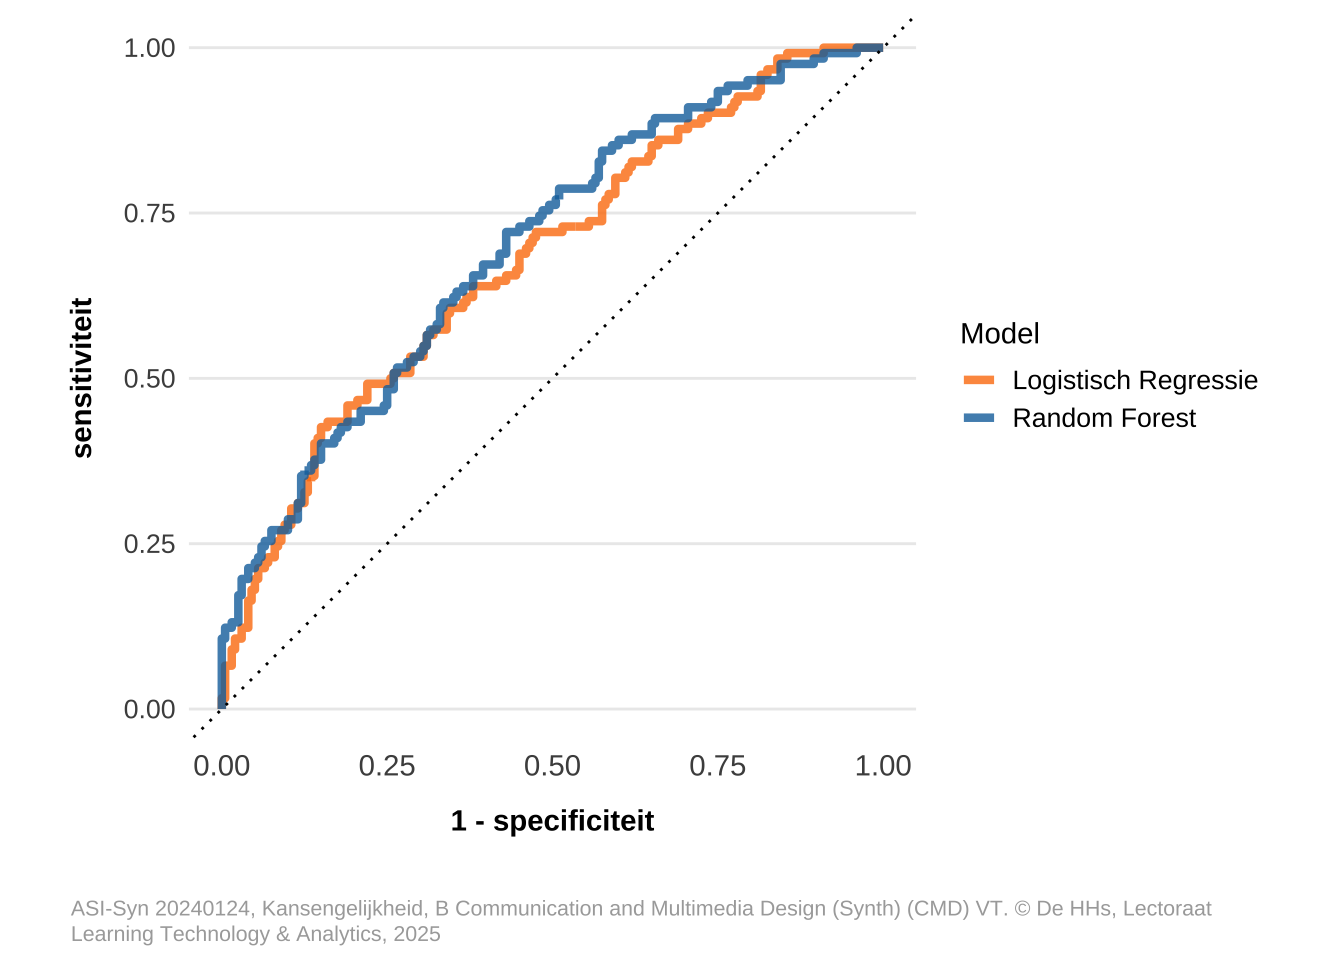 1.00
0.75
0.50
0.25
0.00
sensitiviteit
0.00 0.25 0.50 0.75 1.00
1 - specificiteit
Model
Logistisch Regressie
Random Forest
ASI-Syn 20240124, Kansengelijkheid, B Communication and Multimedia Design (Synth) (CMD) VT. © De HHs, Lectoraat
Learning Technology & Analytics, 2025